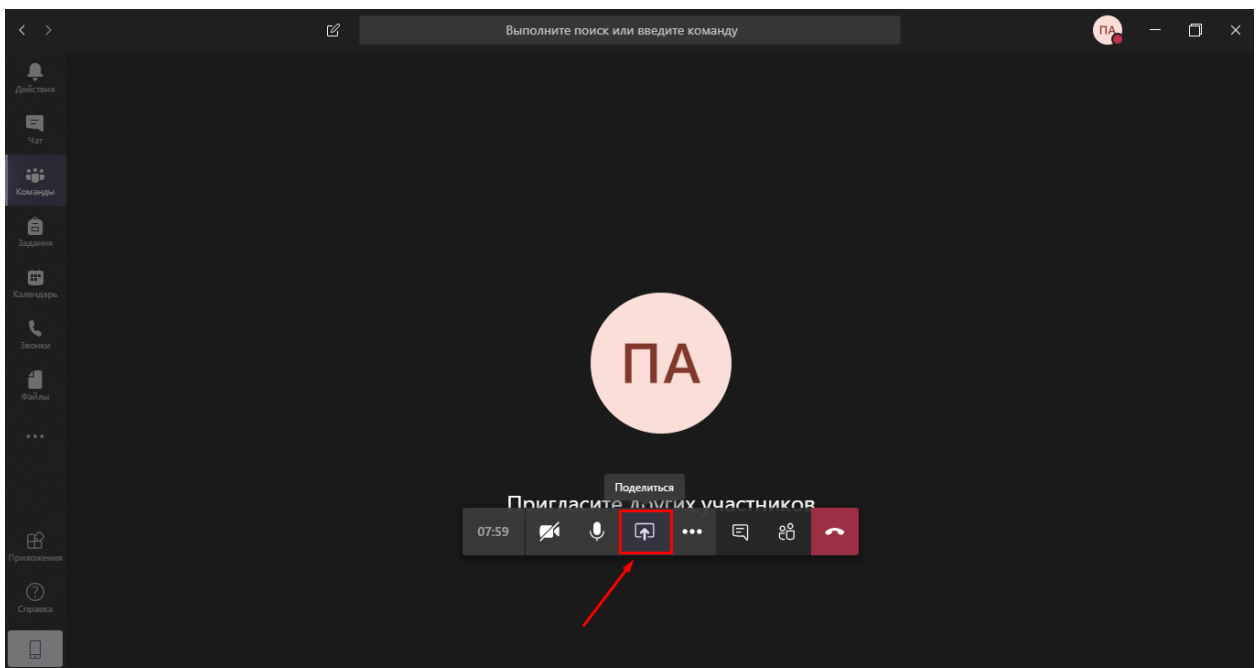 Выполните поиск или введите команду
ПА
Действия
Чат
Команды
Задания
Календарь
Звонки
Файлы
ПА
Поделиться
Пригласите других участников
07:59
Приложения
Справка